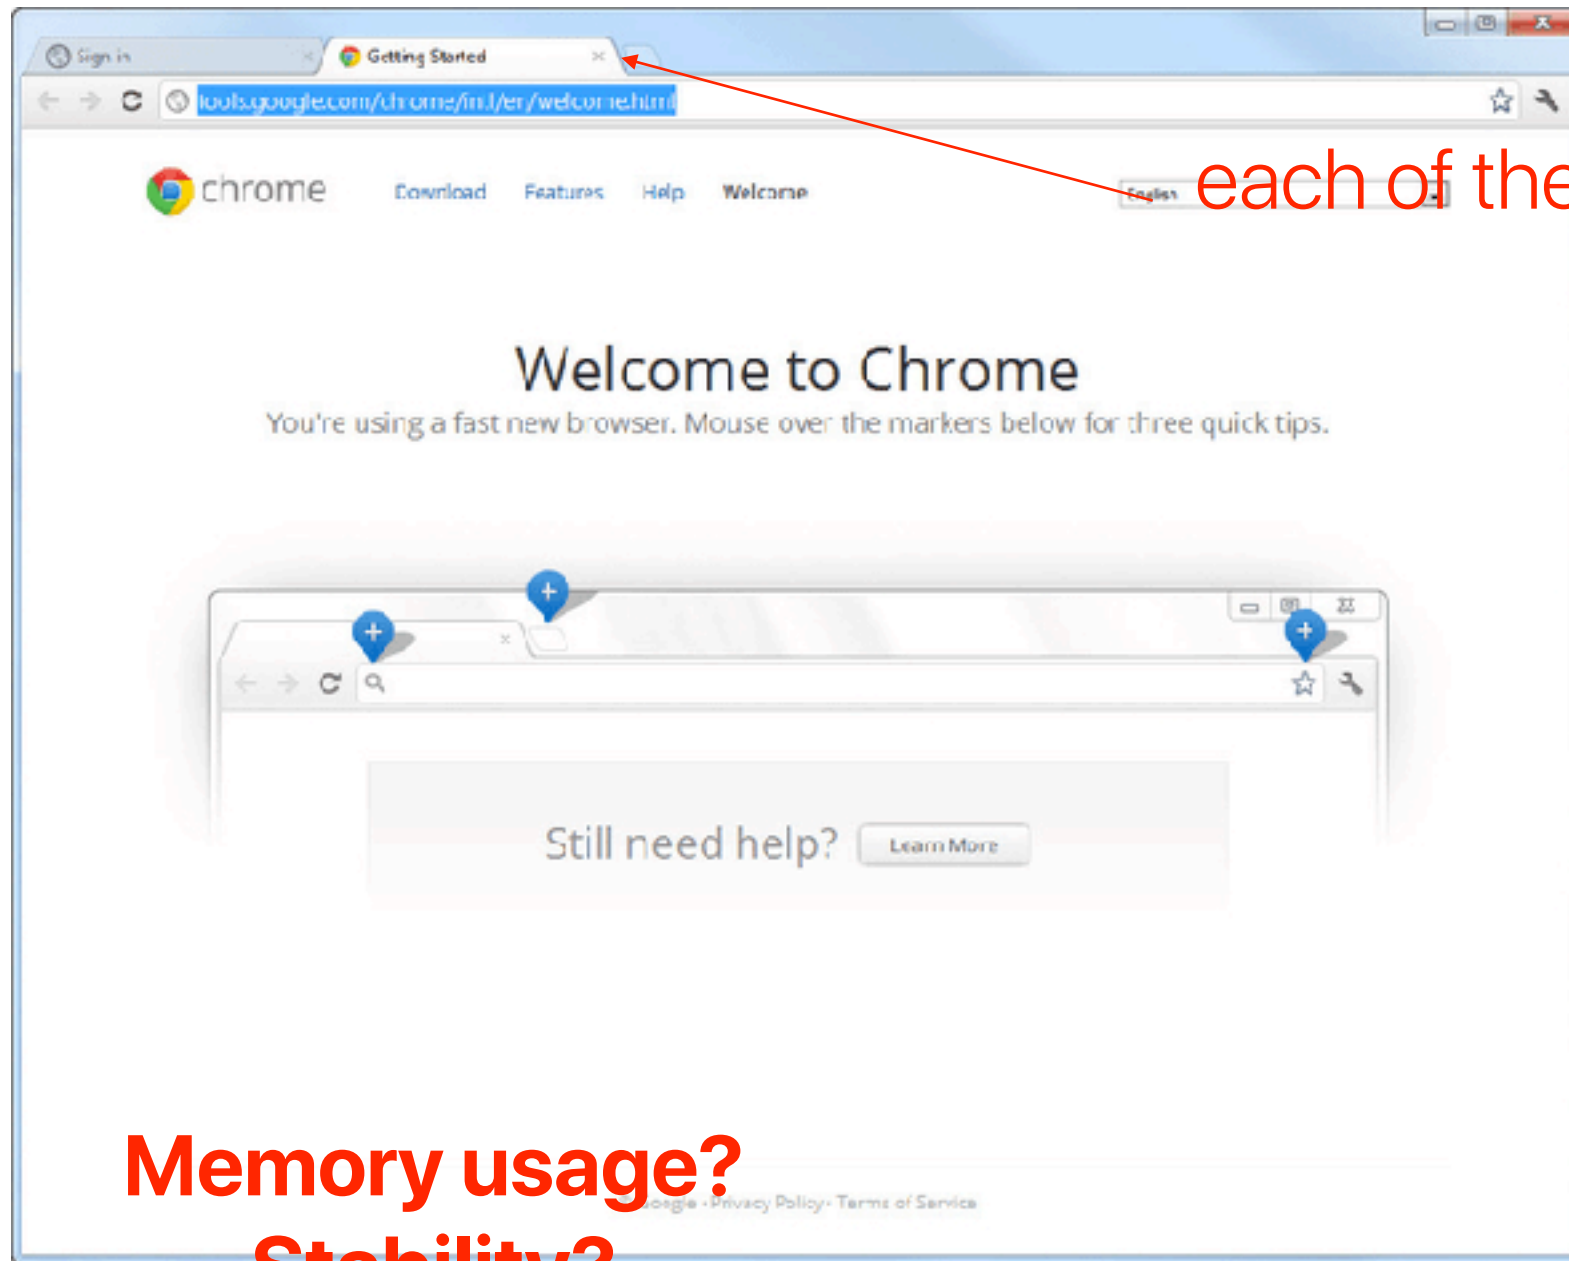 Sign in
Getting Started
tools.google.com/chrome/intl/en/welcome.html
each of the
chrome Download Features Help Welcome English
Welcome to Chrome
You're using a fast new browser. Mouse over the markers below for three quick tips.
Still need help? Learn More
Memory usage?
Google · Privacy Policy · Terms of Service
Stability?